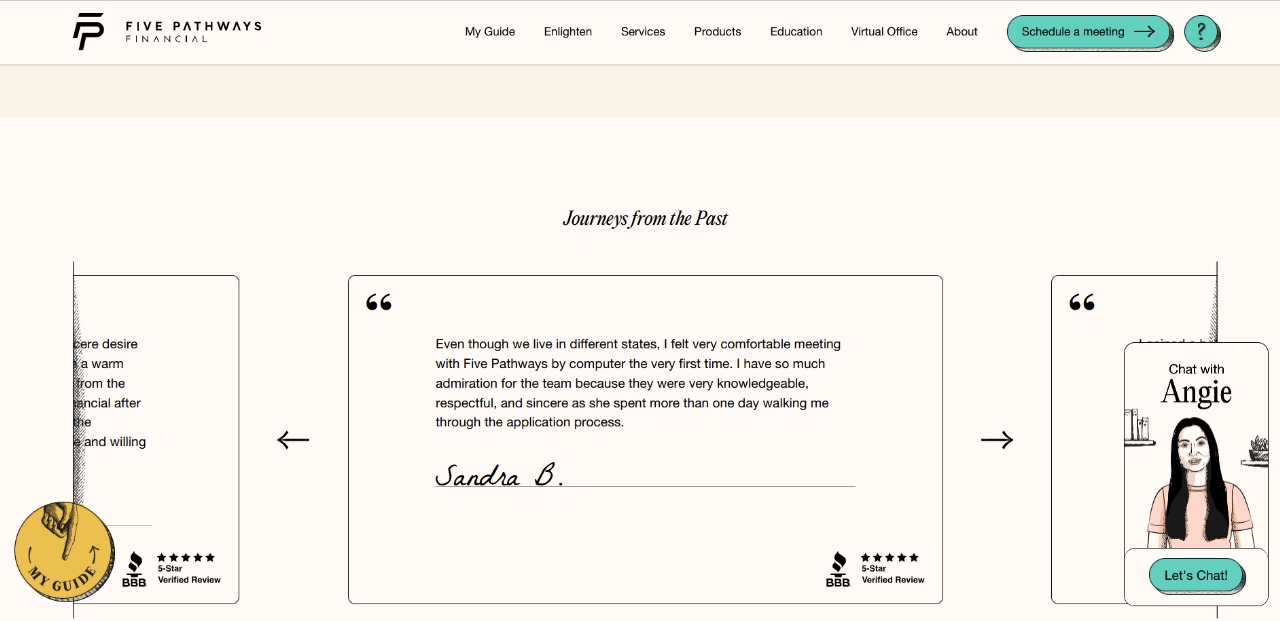 FIVE PATHWAYS
FINANCIAL
My Guide
Enlighten
Services
Products
Education
Virtual Office
About
Schedule a meeting
?
Journeys from the Past
cere desire
a warm
from the
ancial after
the
and willing
MY GUIDE
BBB
5-Star
Verified Review
“
Even though we live in different states, I felt very comfortable meeting
with Five Pathways by computer the very first time. I have so much
admiration for the team because they were very knowledgeable,
respectful, and sincere as she spent more than one day walking me
through the application process.
Sandra B.
BBB
5-Star
Verified Review
“
Chat with
Angie
Let's Chat!